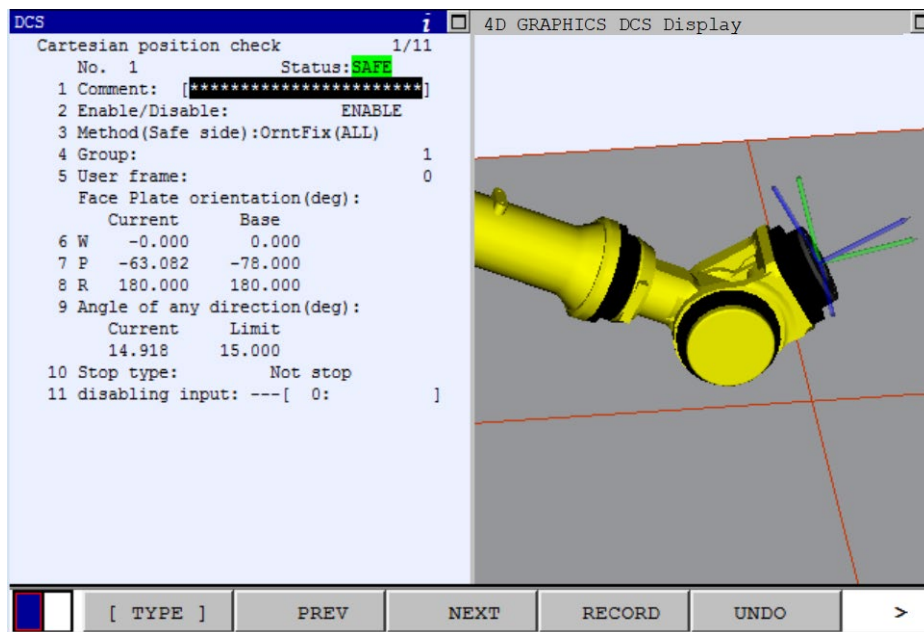 DCS
i
4D GRAPHICS DCS Display
Cartesian position check 1/11
No. 1 Status:SAFE
1 Comment: [************************]
2 Enable/Disable: ENABLE
3 Method(Safe side):OrntFix(ALL)
4 Group: 1
5 User frame: 0
Face Plate orientation(deg):
Current Base
6 W -0.000 0.000
7 P -63.082 -78.000
8 R 180.000 180.000
9 Angle of any direction(deg):
Current Limit
14.918 15.000
10 Stop type: Not stop
11 disabling input: ---[ 0: ]
[ TYPE ] PREV NEXT RECORD UNDO >